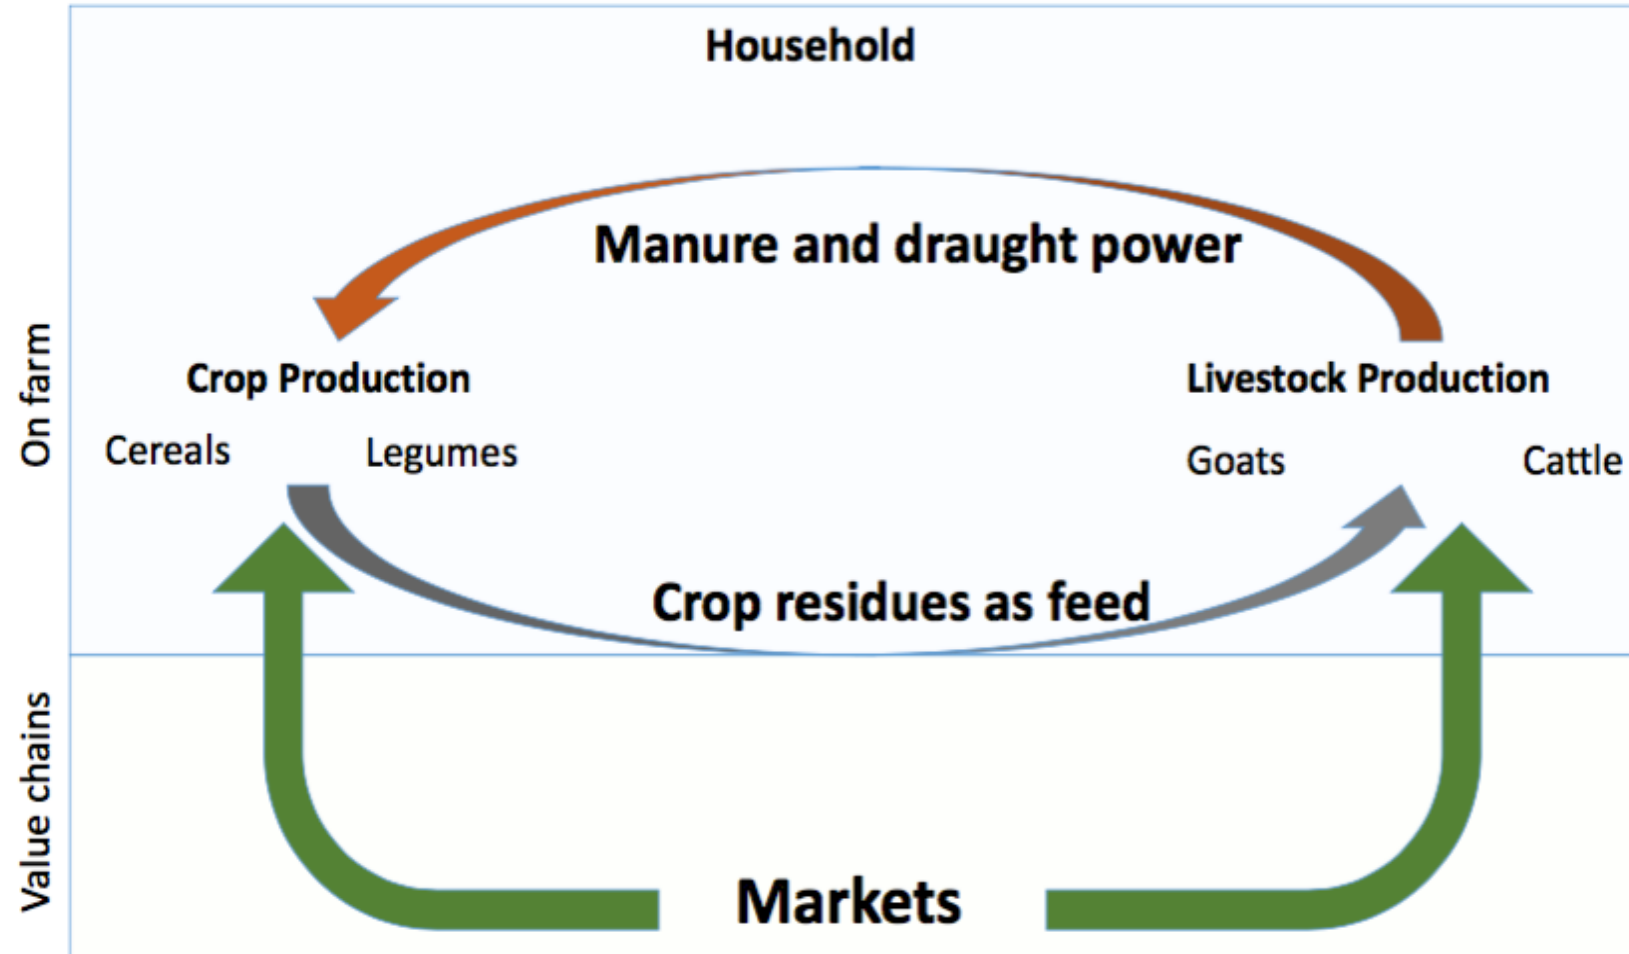 Household
Manure and draught power
On farm
Crop Production
Livestock Production
Cereals
Legumes
Goats
Cattle
Crop residues as feed
Value chains
Markets